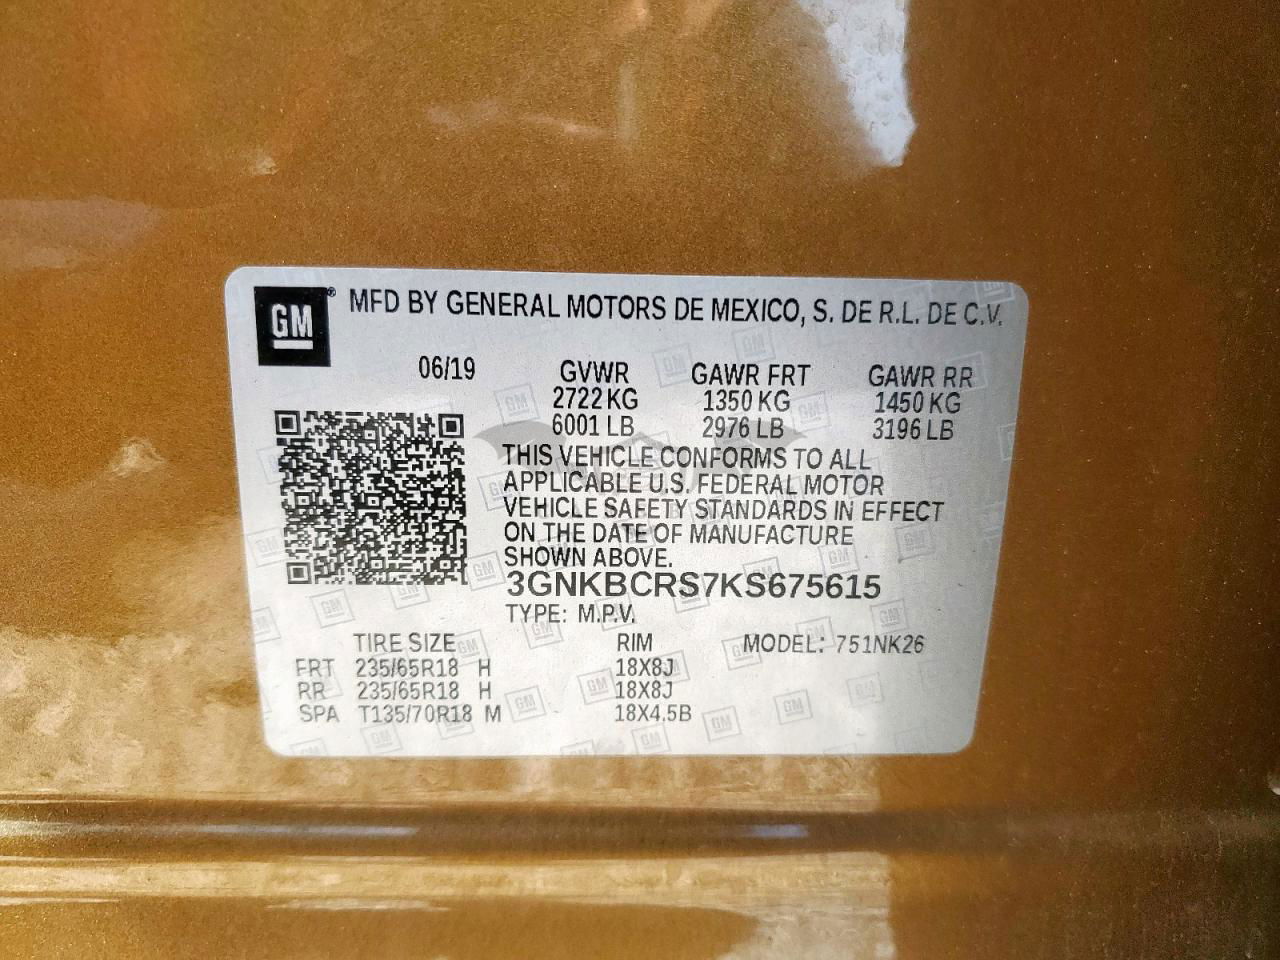 GM® MFD BY GENERAL MOTORS DE MEXICO, S. DE R.L. DE C.V.
06/19 GVWR GAWR FRT GAWR RR
2722 KG 1350 KG 1450 KG
6001 LB 2976 LB 3196 LB
THIS VEHICLE CONFORMS TO ALL
APPLICABLE U.S. FEDERAL MOTOR
VEHICLE SAFETY STANDARDS IN EFFECT
ON THE DATE OF MANUFACTURE
SHOWN ABOVE.
3GNKBCRS7KS675615
TYPE: M.P.V.
TIRE SIZE RIM MODEL: 751NK26
FRT 235/65R18 H 18X8J
RR 235/65R18 H 18X8J
SPA T135/70R18 M 18X4.5B